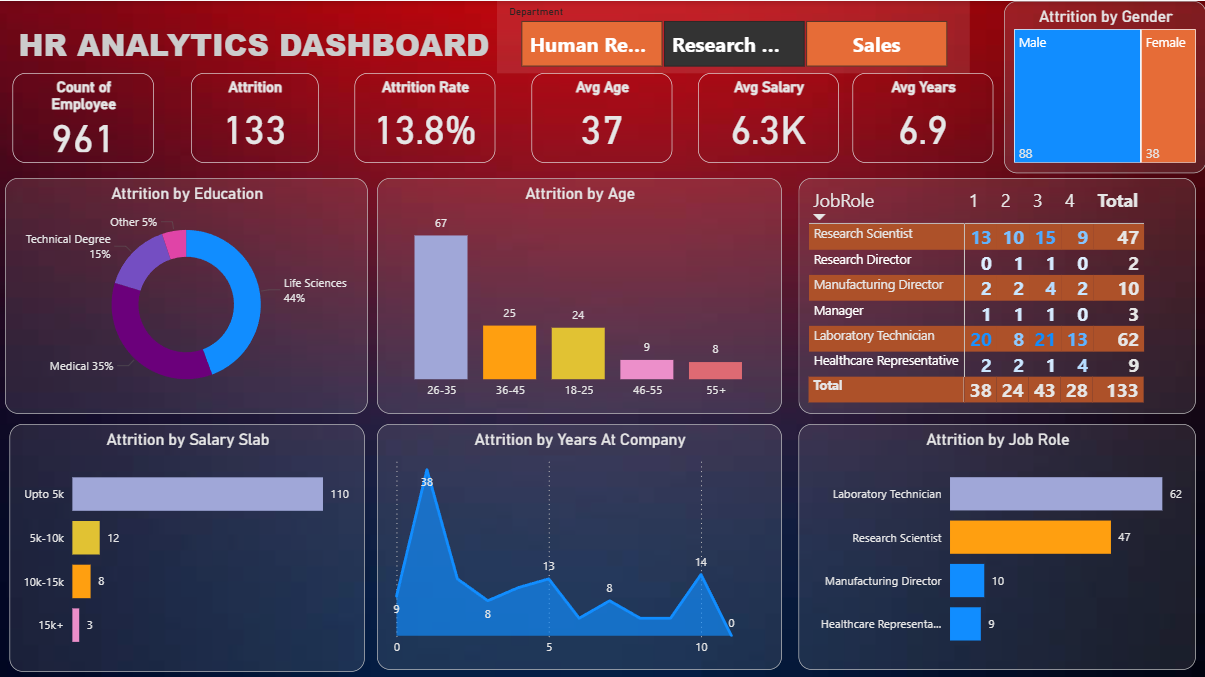 Department
HR ANALYTICS DASHBOARD
Human Re... Research ... Sales
Attrition by Gender
Male Female
88 38
Count of
Employee
961
Attrition
133
Attrition Rate
13.8%
Avg Age
37
Avg Salary
6.3K
Avg Years
6.9
Attrition by Education
Other 5%
Technical Degree
15%
Life Sciences
44%
Medical 35%
Attrition by Age
67
25
24
9
8
26-35 36-45 18-25 46-55 55+
JobRole 1 2 3 4 Total
Research Scientist 13 10 15 9 47
Research Director 0 1 1 0 2
Manufacturing Director 2 2 4 2 10
Manager 1 1 1 0 3
Laboratory Technician 20 8 21 13 62
Healthcare Representative 2 2 1 4 9
Total 38 24 43 28 133
Attrition by Salary Slab
Upto 5k 110
5k-10k 12
10k-15k 8
15k+ 3
Attrition by Years At Company
38
9
8
13
8
14
0
0 5 10
Attrition by Job Role
Laboratory Technician 62
Research Scientist 47
Manufacturing Director 10
Healthcare Representa... 9